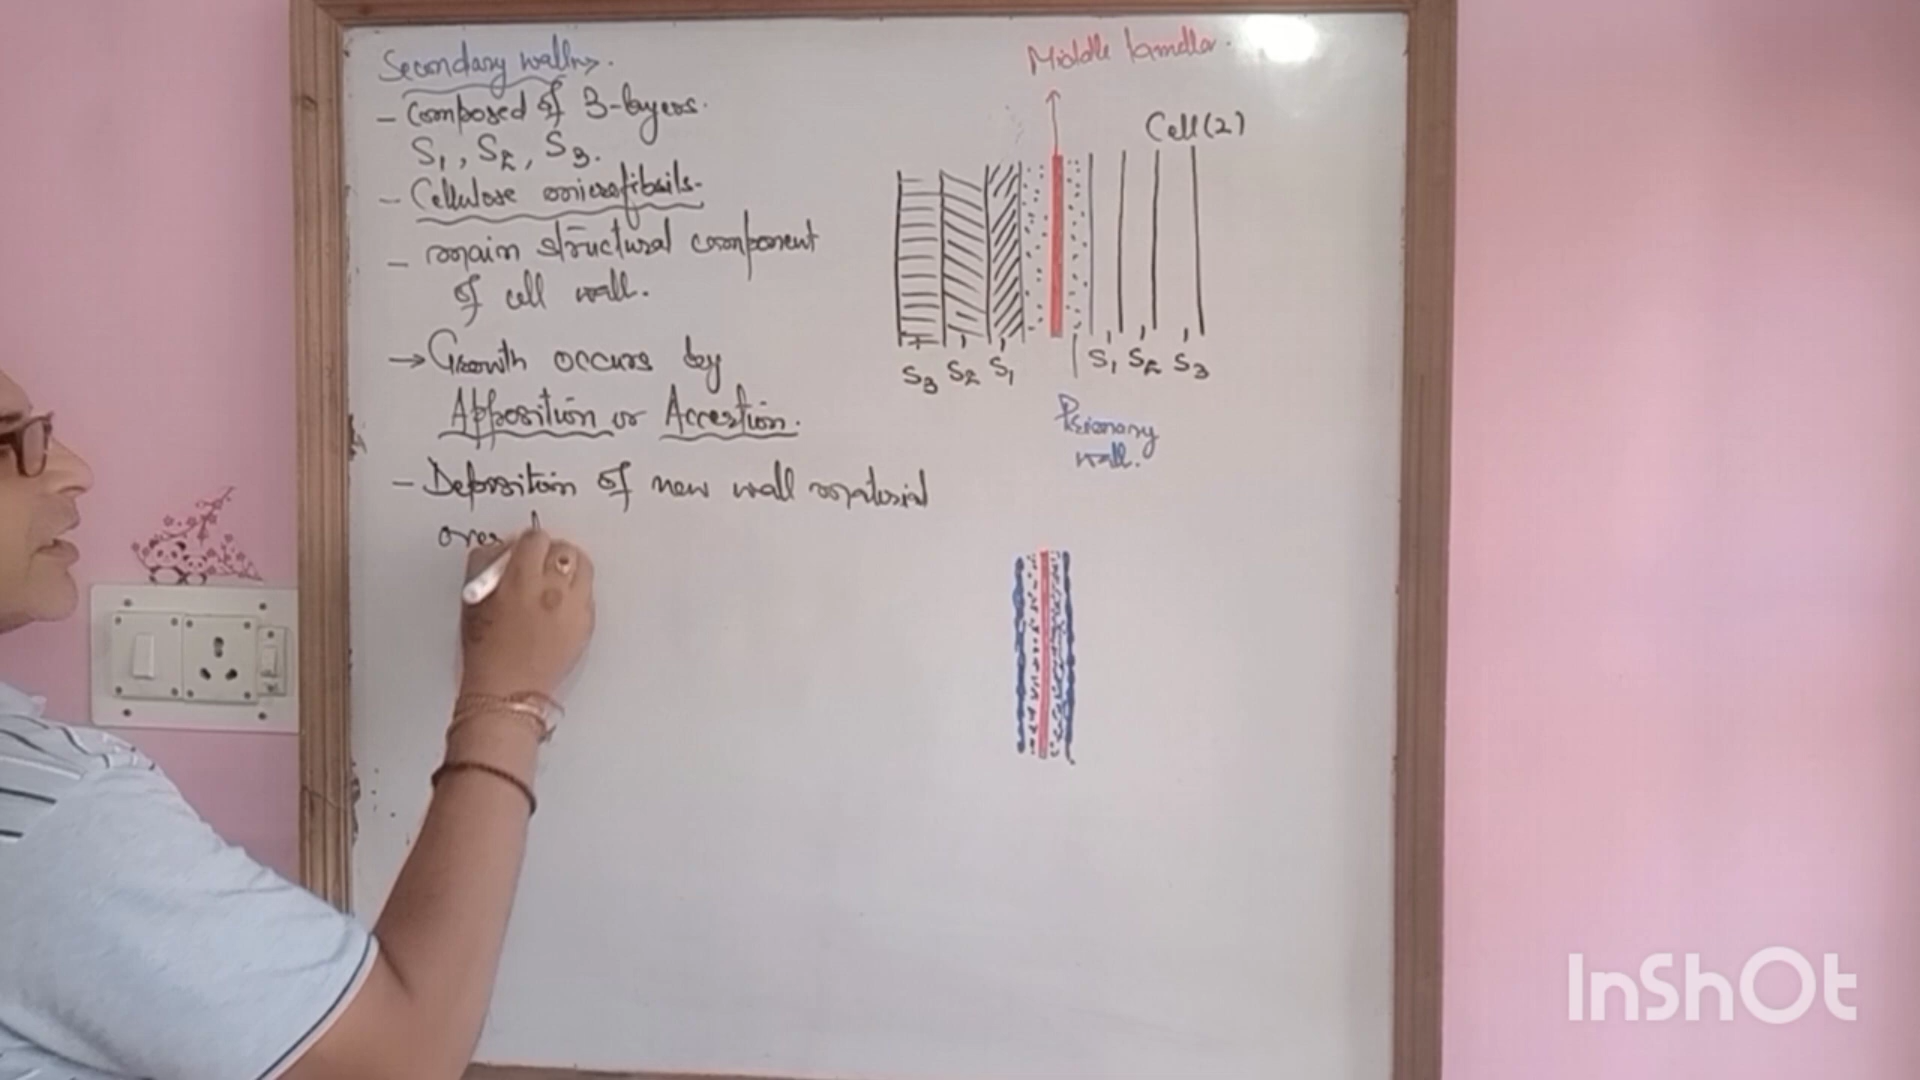 Secondary wall.
- Composed of 3-layers.
S1, S2, S3.
- Cellulose microfibrils.
- main structural component
of cell wall.
→ Growth occurs by
Apposition or Accretion.
- Deposition of new wall material
over
Middle lamella.
Cell(2)
S3 S2 S1
S1 S2 S3
Primary
wall.
InShOt